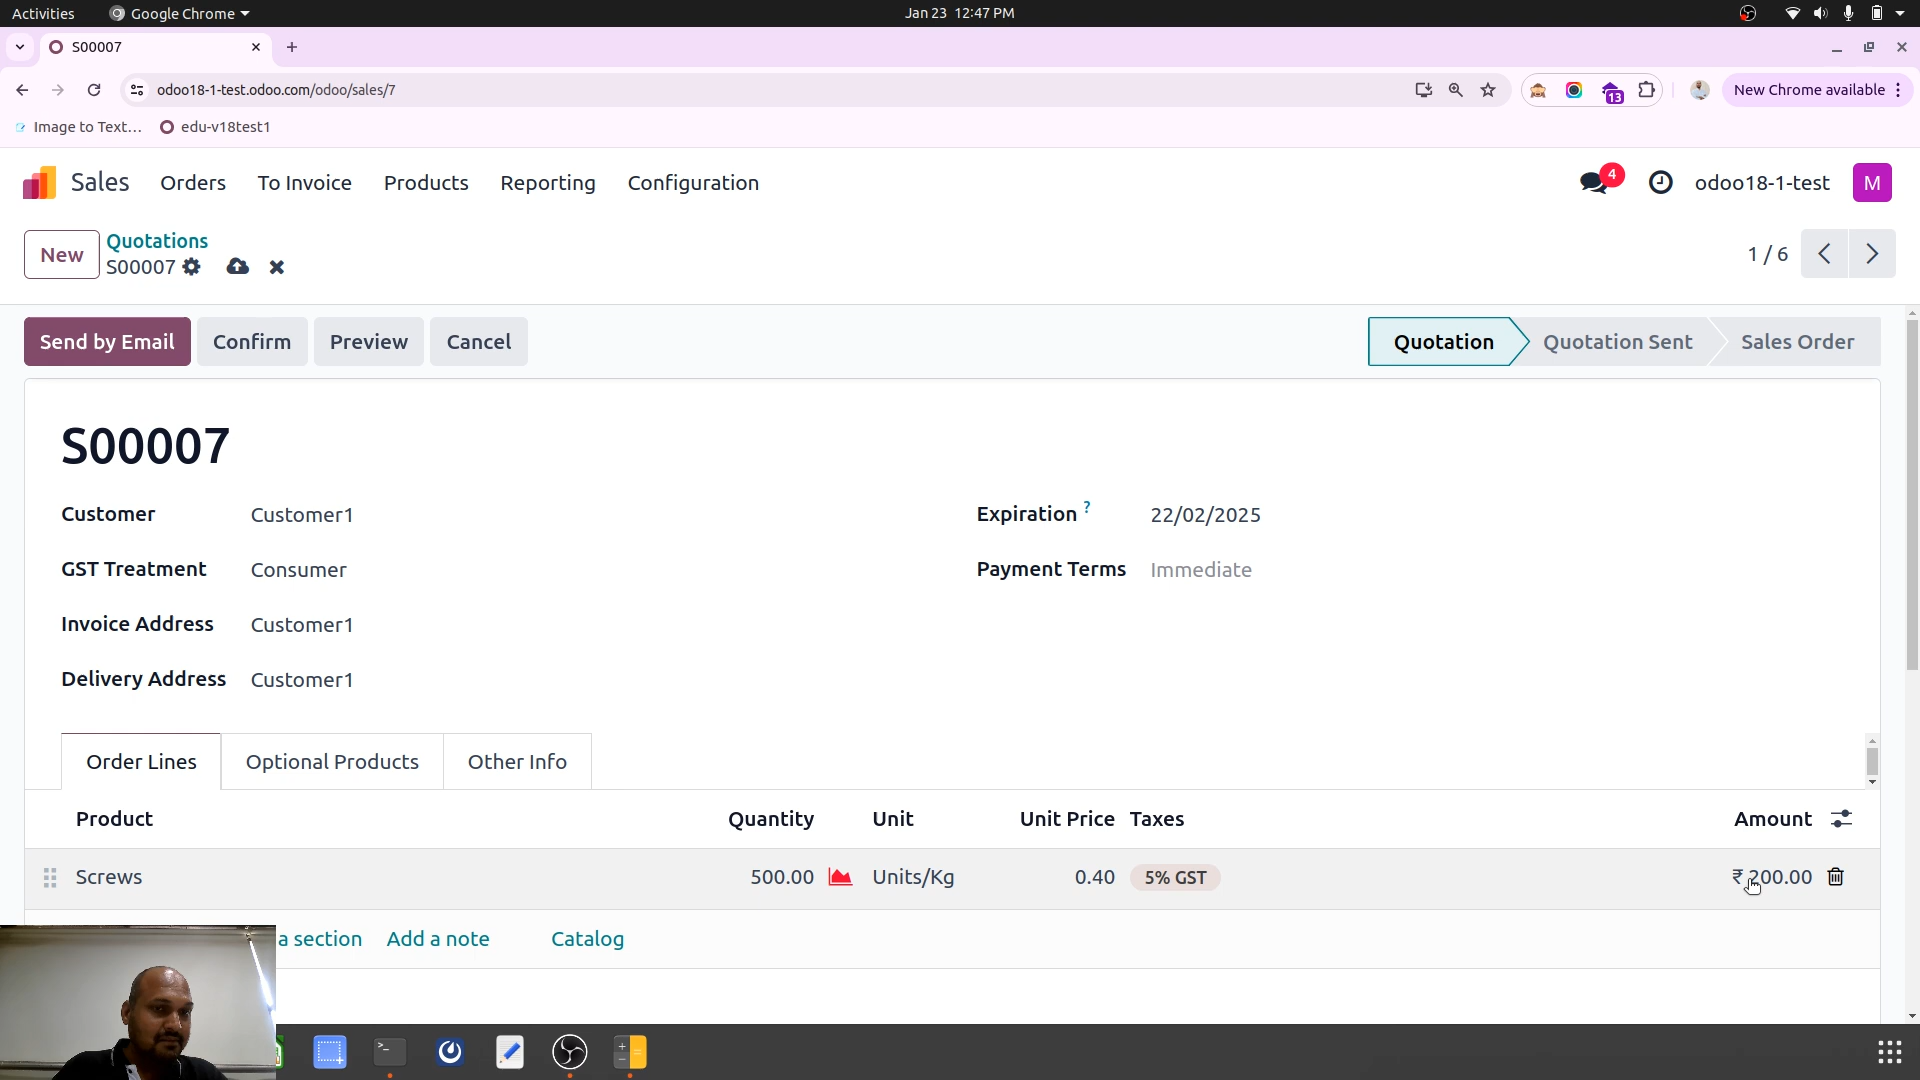 Activities Google Chrome Jan 23 12:47 PM
S00007
odoo18-1-test.odoo.com/odoo/sales/7 13 New Chrome available
Image to Text... edu-v18test1
Sales Orders To Invoice Products Reporting Configuration 4 odoo18-1-test M
New Quotations
S00007
1 / 6
Send by Email Confirm Preview Cancel Quotation Quotation Sent Sales Order
S00007
Customer Customer1 Expiration ? 22/02/2025
GST Treatment Consumer Payment Terms Immediate
Invoice Address Customer1
Delivery Address Customer1
Order Lines Optional Products Other Info
Product Quantity Unit Unit Price Taxes Amount
Screws 500.00 Units/Kg 0.40 5% GST ₹ 200.00
a section Add a note Catalog